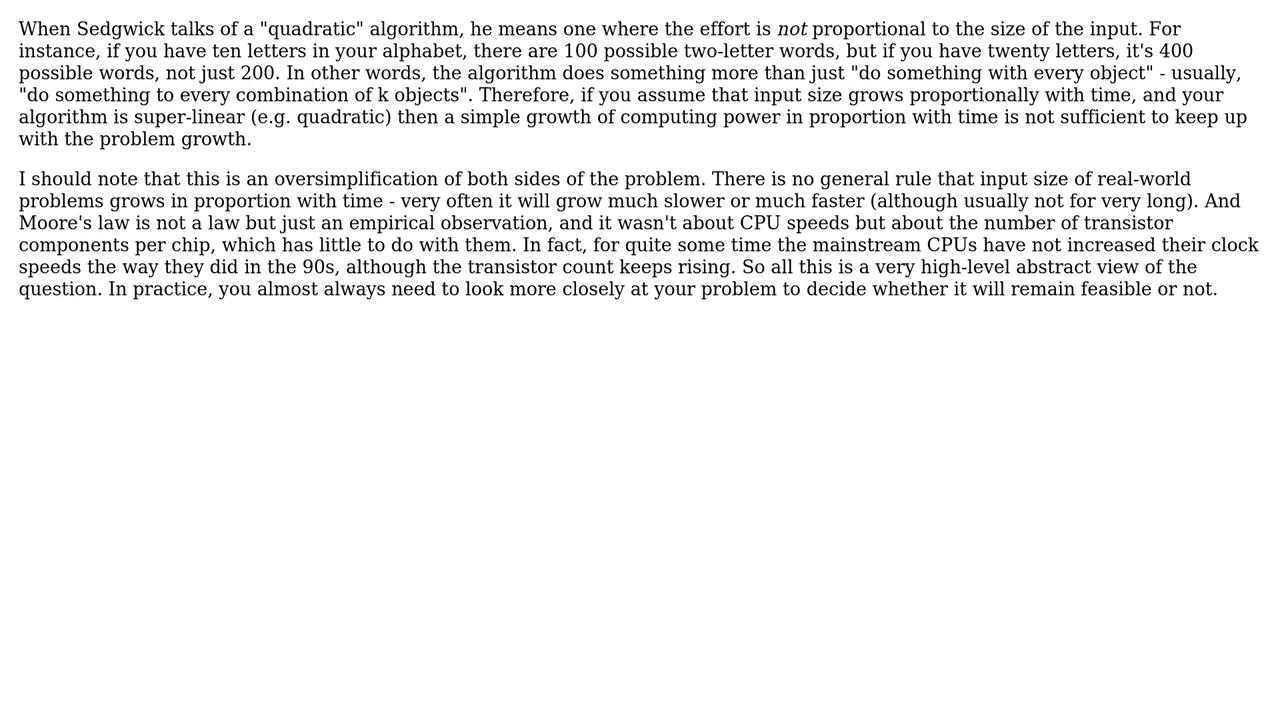 When Sedgwick talks of a "quadratic" algorithm, he means one where the effort is not proportional to the size of the input. For
instance, if you have ten letters in your alphabet, there are 100 possible two-letter words, but if you have twenty letters, it's 400
possible words, not just 200. In other words, the algorithm does something more than just "do something with every object" - usually,
"do something to every combination of k objects". Therefore, if you assume that input size grows proportionally with time, and your
algorithm is super-linear (e.g. quadratic) then a simple growth of computing power in proportion with time is not sufficient to keep up
with the problem growth.
I should note that this is an oversimplification of both sides of the problem. There is no general rule that input size of real-world
problems grows in proportion with time - very often it will grow much slower or much faster (although usually not for very long). And
Moore's law is not a law but just an empirical observation, and it wasn't about CPU speeds but about the number of transistor
components per chip, which has little to do with them. In fact, for quite some time the mainstream CPUs have not increased their clock
speeds the way they did in the 90s, although the transistor count keeps rising. So all this is a very high-level abstract view of the
question. In practice, you almost always need to look more closely at your problem to decide whether it will remain feasible or not.